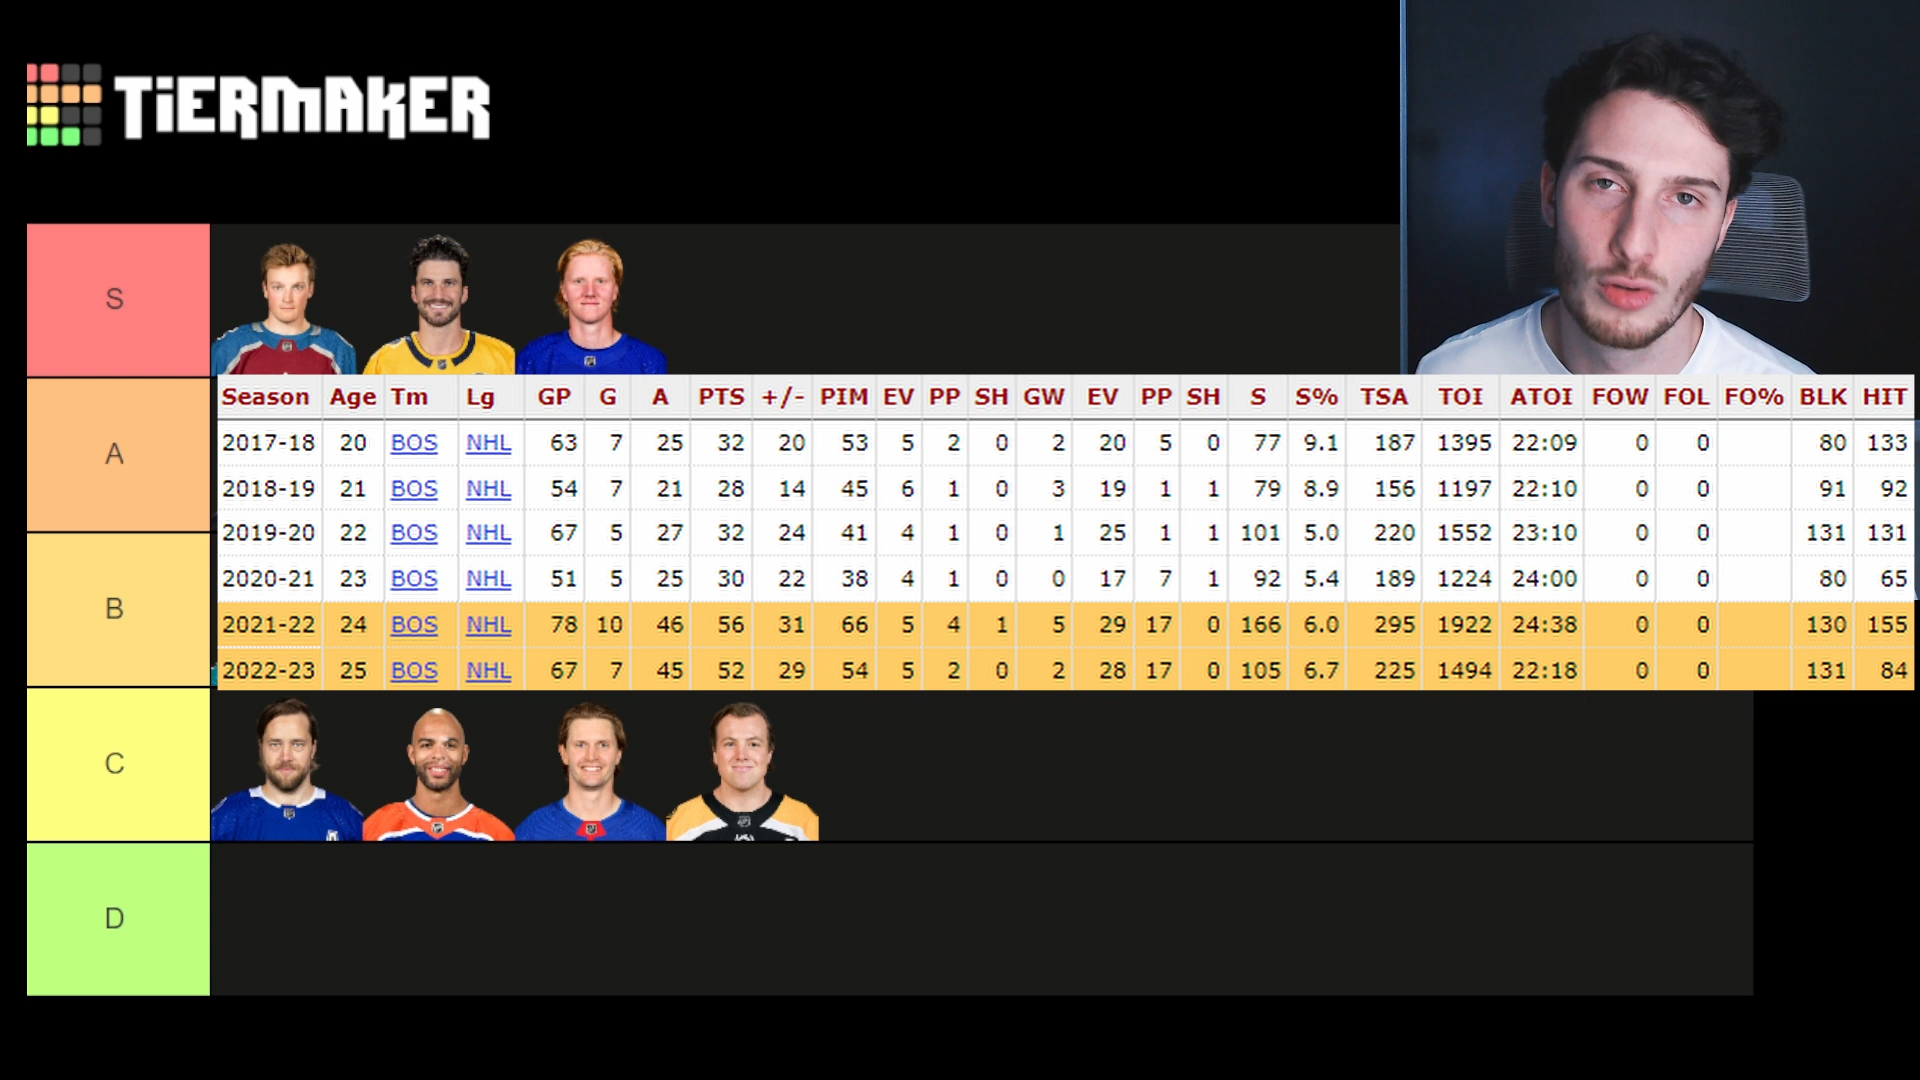 TiERMAKER
S
A
B
C
D
Season Age Tm Lg GP G A PTS +/- PIM EV PP SH GW EV PP SH S S% TSA TOI ATOI FOW FOL FO% BLK HIT
2017-18 20 BOS NHL 63 7 25 32 20 53 5 2 0 2 20 5 0 77 9.1 187 1395 22:09 0 0 80 133
2018-19 21 BOS NHL 54 7 21 28 14 45 6 1 0 3 19 1 1 79 8.9 156 1197 22:10 0 0 91 92
2019-20 22 BOS NHL 67 5 27 32 24 41 4 1 0 1 25 1 1 101 5.0 220 1552 23:10 0 0 131 131
2020-21 23 BOS NHL 51 5 25 30 22 38 4 1 0 0 17 7 1 92 5.4 189 1224 24:00 0 0 80 65
2021-22 24 BOS NHL 78 10 46 56 31 66 5 4 1 5 29 17 0 166 6.0 295 1922 24:38 0 0 130 155
2022-23 25 BOS NHL 67 7 45 52 29 54 5 2 0 2 28 17 0 105 6.7 225 1494 22:18 0 0 131 84